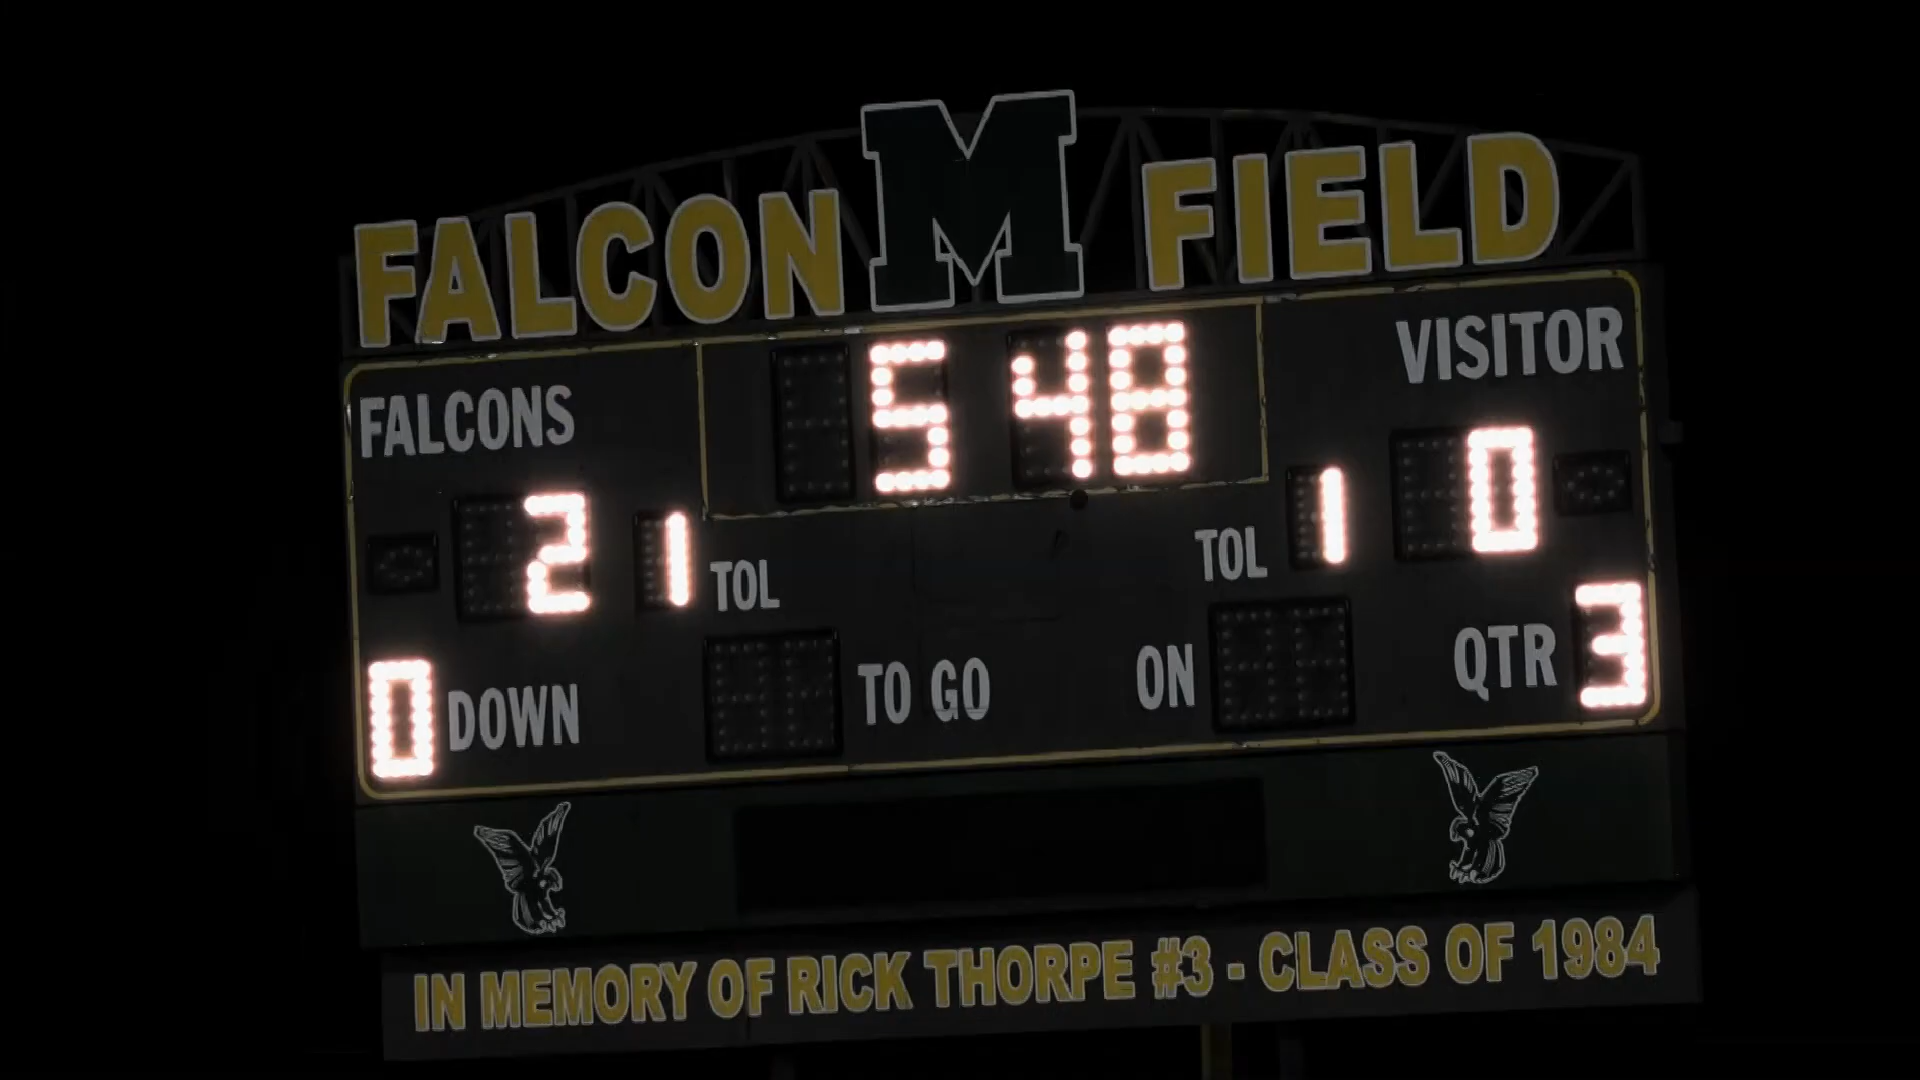 FALCON M FIELD
5 48
FALCONS
VISITOR
2 1 TOL
TOL 1 0
0 DOWN
TO GO
ON
QTR 3
IN MEMORY OF RICK THORPE #3 - CLASS OF 1984